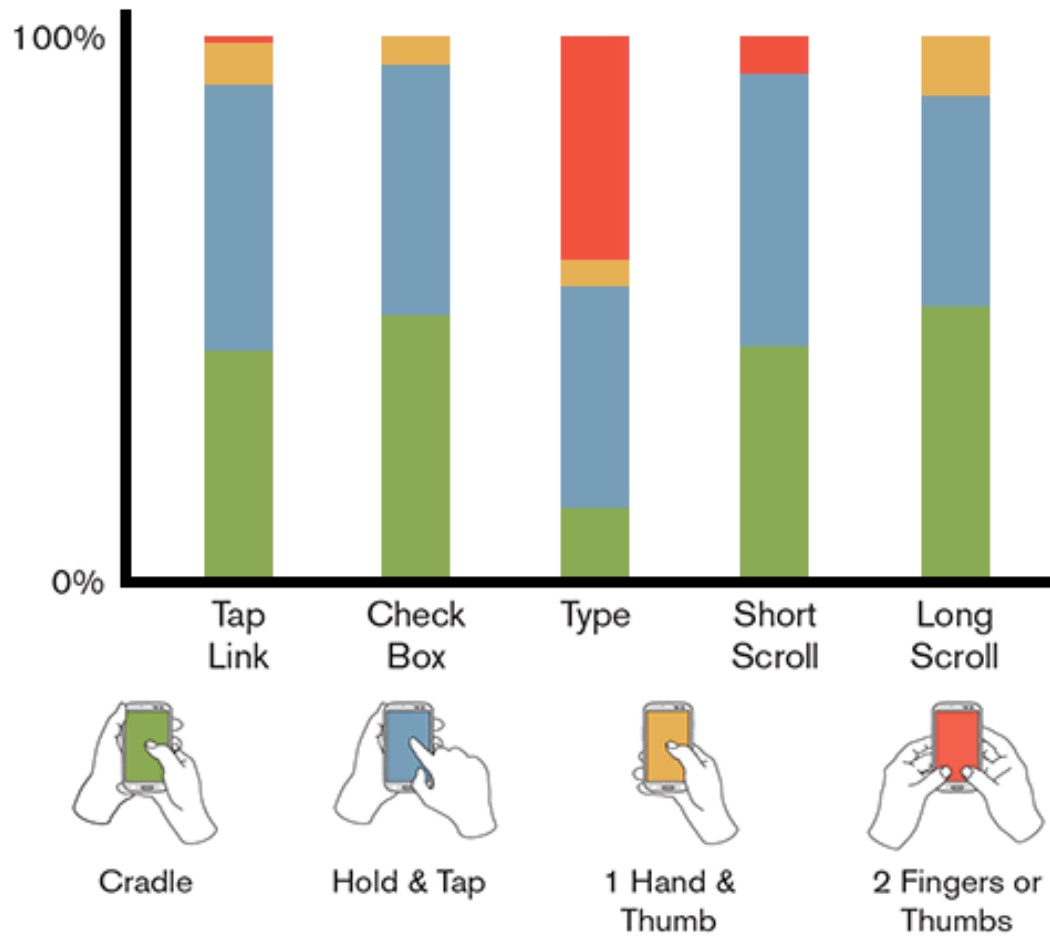 100%
0%
Tap
Link
Check
Box
Type
Short
Scroll
Long
Scroll
Cradle
Hold & Tap
1 Hand &
Thumb
2 Fingers or
Thumbs